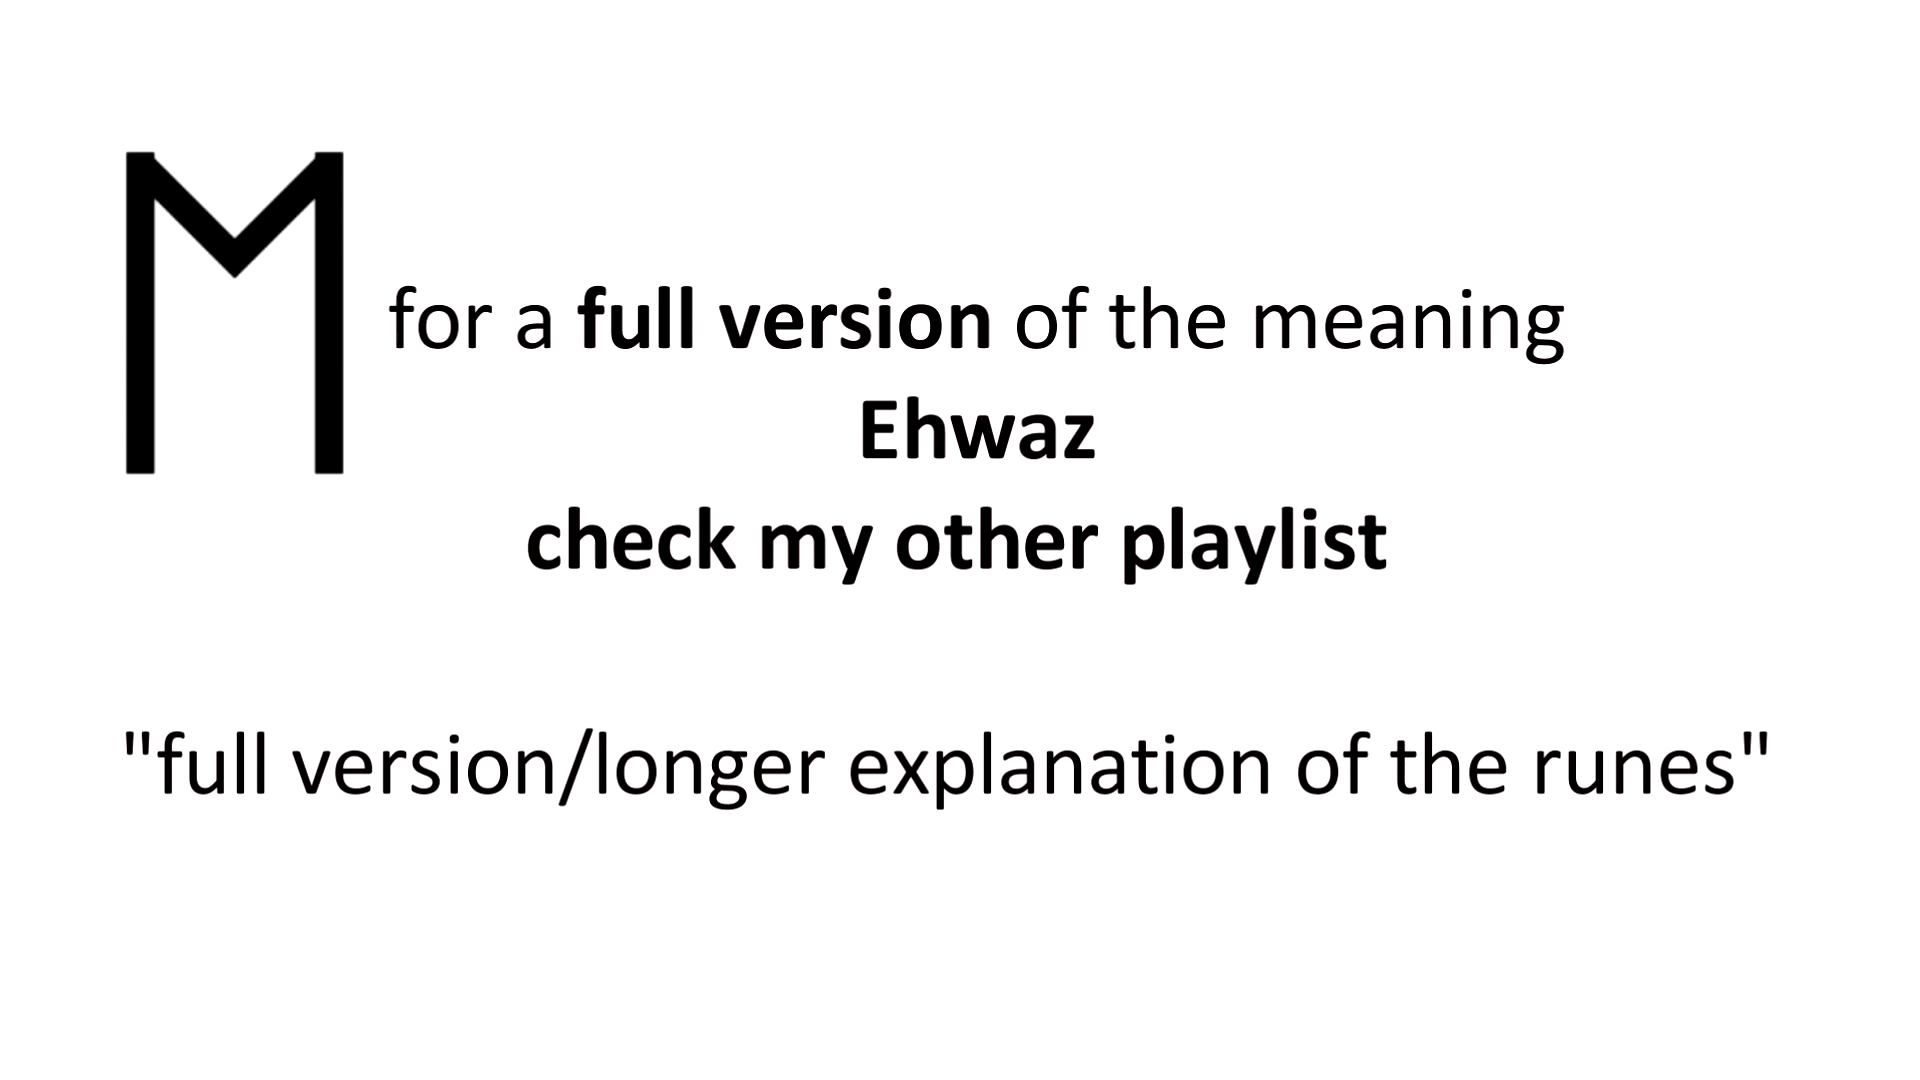 ᛖ for a full version of the meaning
Ehwaz
check my other playlist
"full version/longer explanation of the runes"